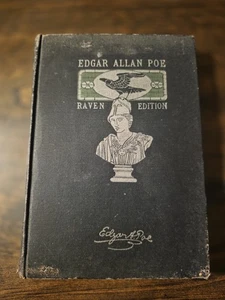 EDGAR ALLAN POE
RAVEN EDITION
Edgar A Poe